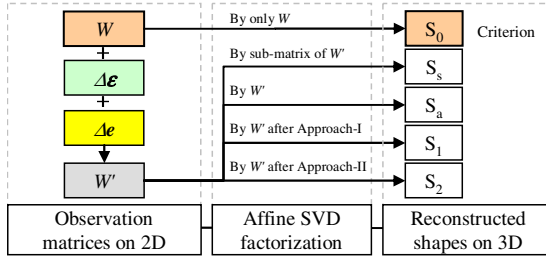 W
By only W
S0
Criterion
+
By sub-matrix of W'
Ss
Δε
+
By W'
Sa
Δe
By W' after Approach-I
S1
W'
By W' after Approach-II
S2
Observation
matrices on 2D
Affine SVD
factorization
Reconstructed
shapes on 3D